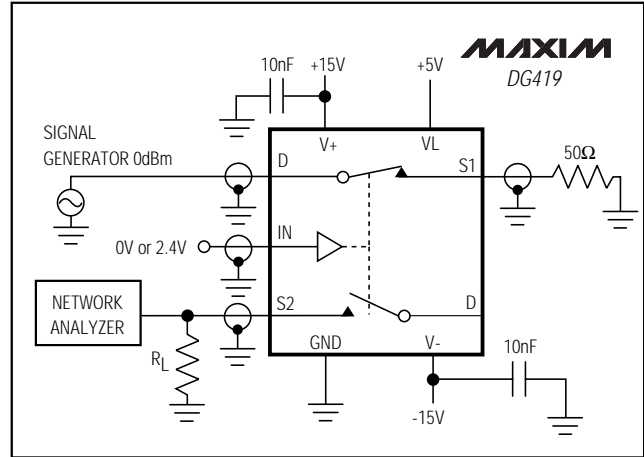 MAXIM
DG419
10nF
+15V
+5V
SIGNAL
GENERATOR 0dBm
V+
VL
50Ω
D
S1
0V or 2.4V
IN
NETWORK
ANALYZER
S2
D
RL
GND
V-
10nF
-15V